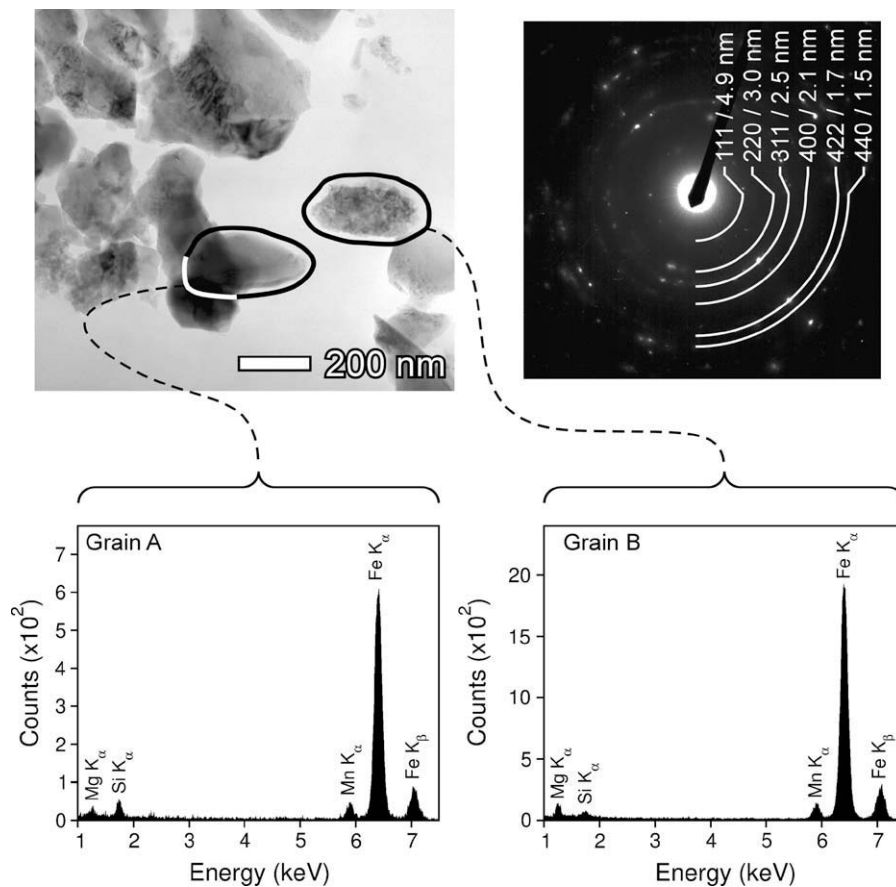 200 nm
111 / 4.9 nm
220 / 3.0 nm
311 / 2.5 nm
400 / 2.1 nm
422 / 1.7 nm
440 / 1.5 nm
Grain A
Counts (x10²)
7
6
5
4
3
2
1
0
Mg Kα
Si Kα
Mn Kα
Fe Kα
Fe Kβ
1 2 3 4 5 6 7
Energy (keV)
Grain B
Counts (x10²)
20
15
10
5
0
Mg Kα
Si Kα
Mn Kα
Fe Kα
Fe Kβ
1 2 3 4 5 6 7
Energy (keV)